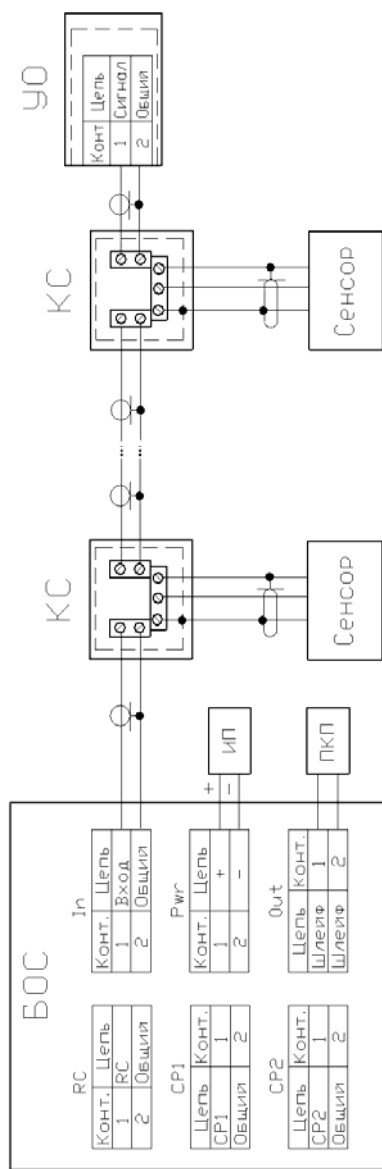 БОС
RC
Конт. Цепь
1 RC
2 Общий
In
Конт. Цепь
1 Вход
2 Общий
CP1
Цепь Конт.
CP1 1
Общий 2
Pwr
Конт. Цепь
1 +
2 -
CP2
Цепь Конт.
CP2 1
Общий 2
Out
Цепь Конт.
Шлейф 1
Шлейф 2
+
-
ИП
ПКП
КС
Сенсор
КС
Сенсор
УО
Конт Цепь
1 Сигнал
2 Общий